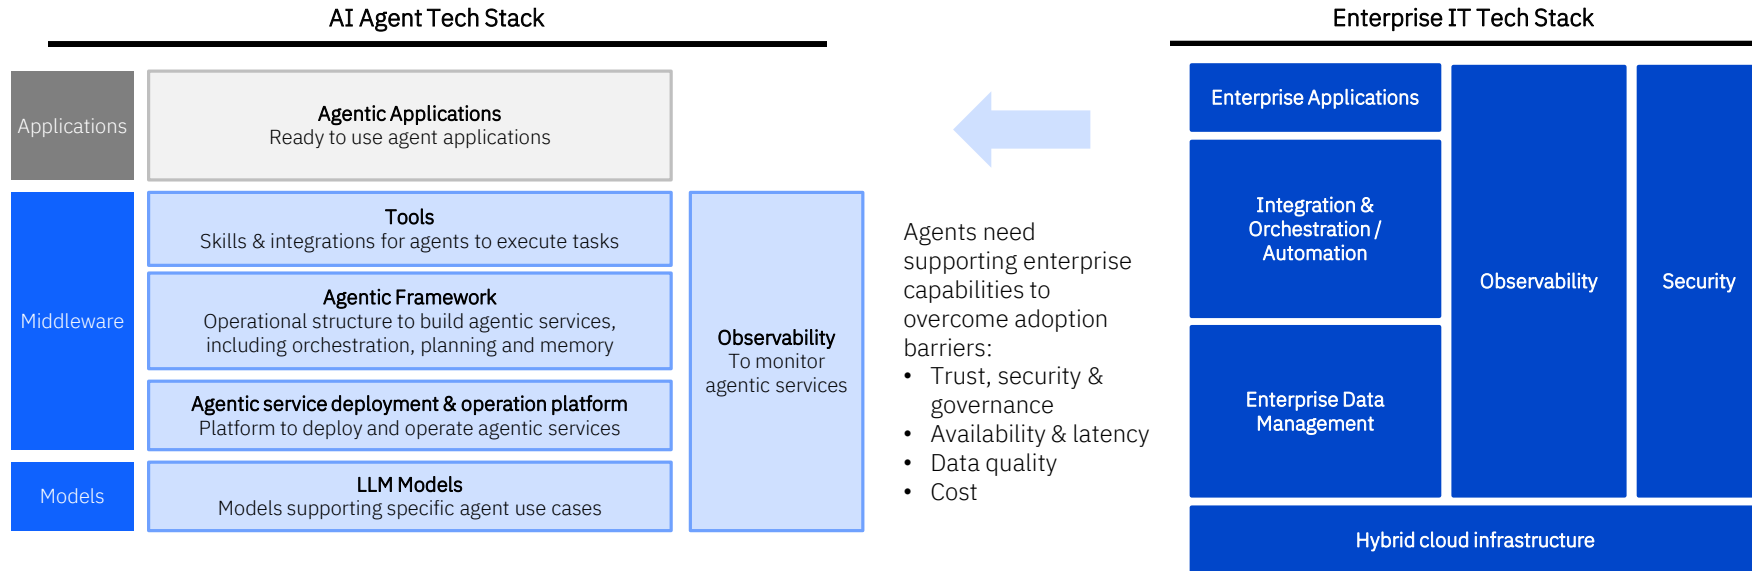 AI Agent Tech Stack
Applications
Agentic Applications
Ready to use agent applications
Middleware
Tools
Skills & integrations for agents to execute tasks
Agentic Framework
Operational structure to build agentic services,
including orchestration, planning and memory
Agentic service deployment & operation platform
Platform to deploy and operate agentic services
Observability
To monitor
agentic services
Models
LLM Models
Models supporting specific agent use cases
Agents need
supporting enterprise
capabilities to
overcome adoption
barriers:
• Trust, security &
governance
• Availability & latency
• Data quality
• Cost
Enterprise IT Tech Stack
Enterprise Applications
Integration &
Orchestration /
Automation
Enterprise Data
Management
Observability
Security
Hybrid cloud infrastructure